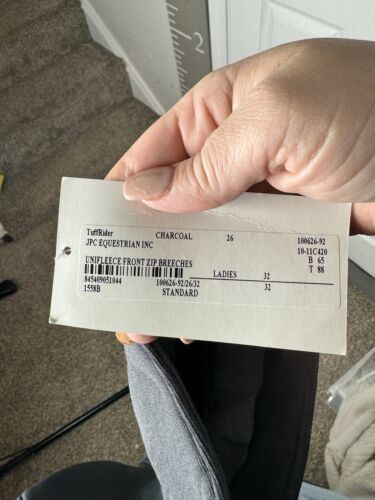 2
TuffRider CHARCOAL 26 100626-92
JPC EQUESTRIAN INC 10-11C420
B 65
UNIFLEECE FRONT ZIP BREECHES T 88
LADIES 32
845409051044 100626-92/26/32 32
1558B STANDARD